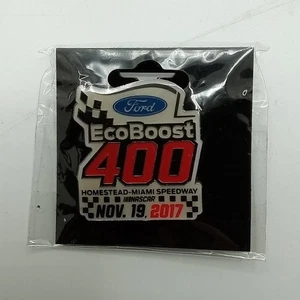 Ford
EcoBoost
400
HOMESTEAD-MIAMI SPEEDWAY
NASCAR
NOV. 19, 2017